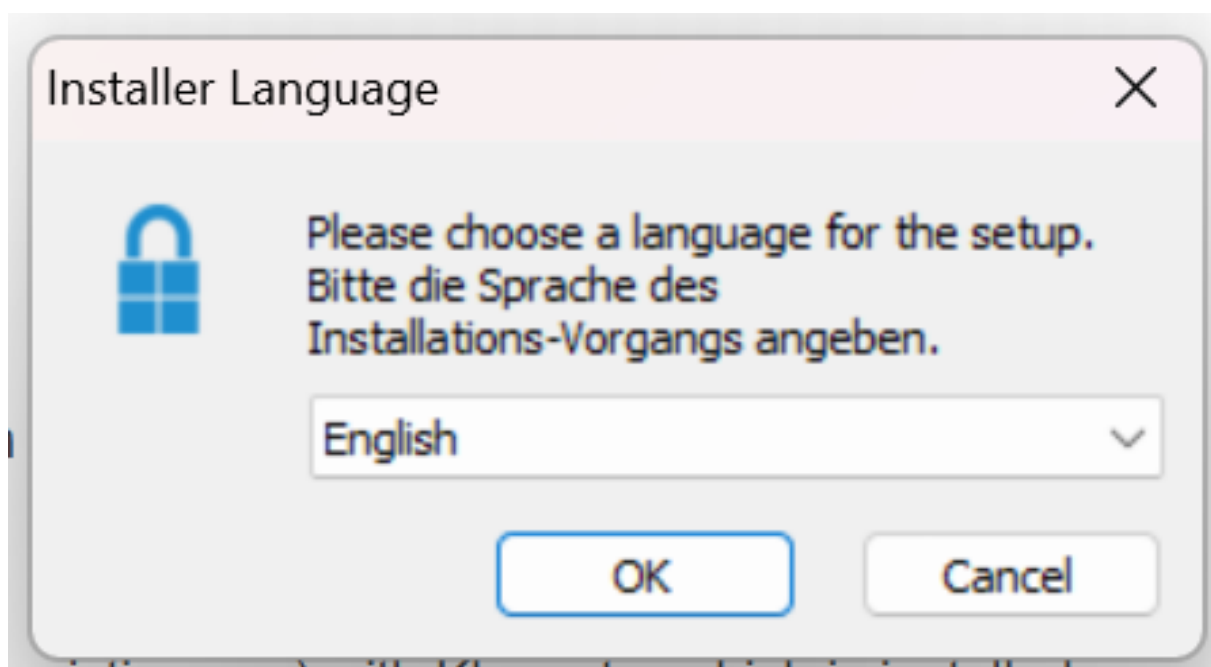 Installer Language
Please choose a language for the setup.
Bitte die Sprache des
Installations-Vorgangs angeben.
English
OK
Cancel